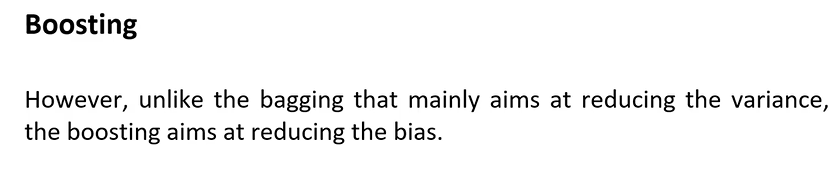 Boosting
However, unlike the bagging that mainly aims at reducing the variance,
the boosting aims at reducing the bias.